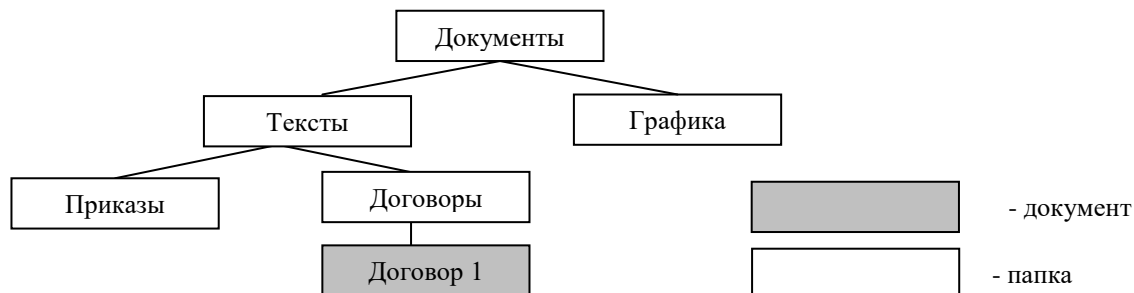 Документы
Тексты
Графика
Приказы
Договоры
- документ
Договор 1
- папка